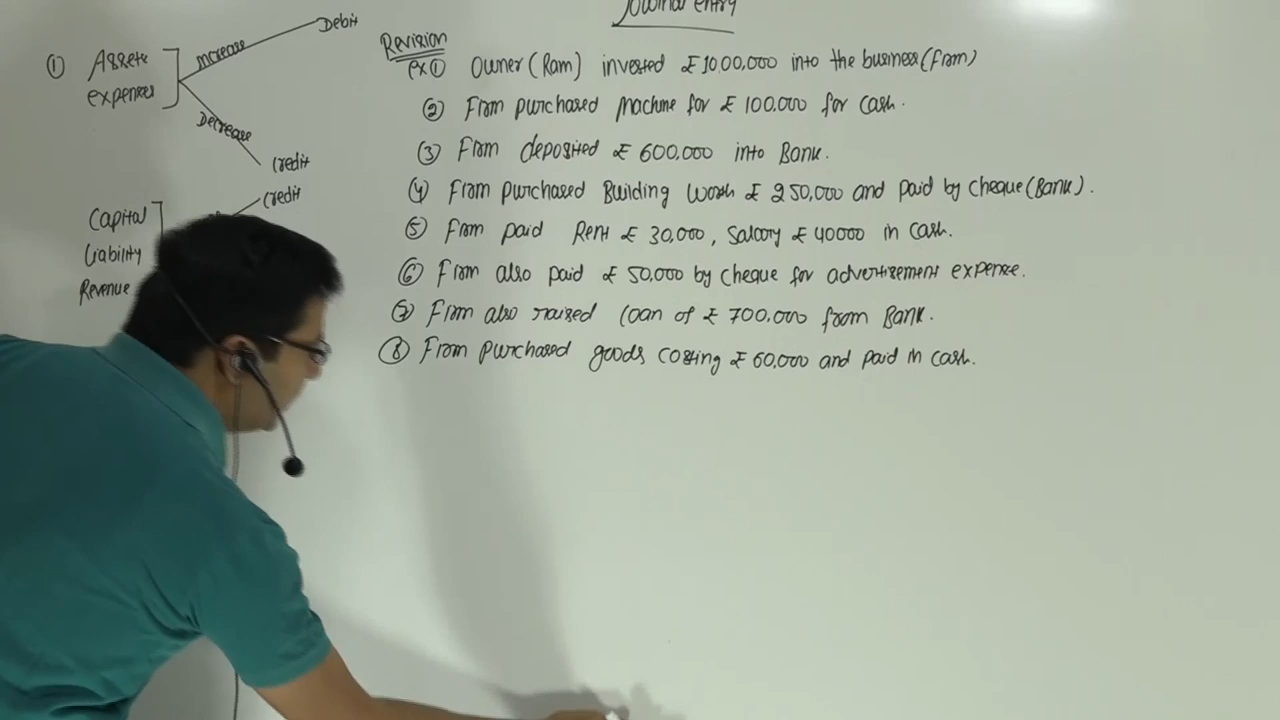 Journal entry
① Assets
expenses
Increase
Debit
Decrease
Credit
Credit
Capital
Liability
Revenue
Revision
ex① Owner (Ram) invested £10,00,000 into the business (firm)
② Firm purchased Machine for £ 100,000 for cash.
③ Firm deposited £ 600,000 into Bank.
④ Firm purchased Building worth £ 250,000 and paid by cheque (Bank).
⑤ Firm paid Rent £ 30,000, Salary £ 40000 in cash.
⑥ Firm also paid £ 50,000 by cheque for advertisement expense.
⑦ Firm also raised loan of £ 700,000 from Bank.
⑧ Firm purchased goods costing £ 60,000 and paid in cash.